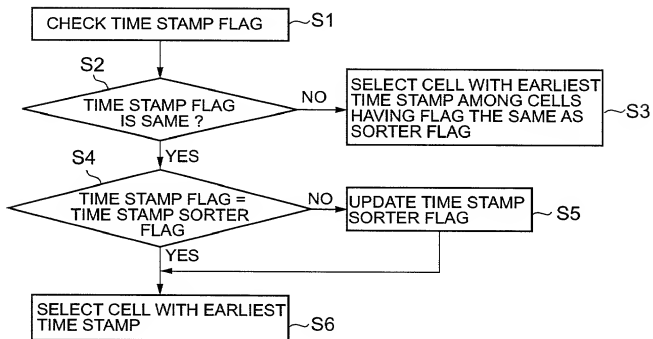 CHECK TIME STAMP FLAG
S1
S2
TIME STAMP FLAG
IS SAME ?
NO
SELECT CELL WITH EARLIEST
TIME STAMP AMONG CELLS
HAVING FLAG THE SAME AS
SORTER FLAG
S3
YES
S4
TIME STAMP FLAG =
TIME STAMP SORTER
FLAG
NO
UPDATE TIME STAMP
SORTER FLAG
S5
YES
SELECT CELL WITH EARLIEST
TIME STAMP
S6